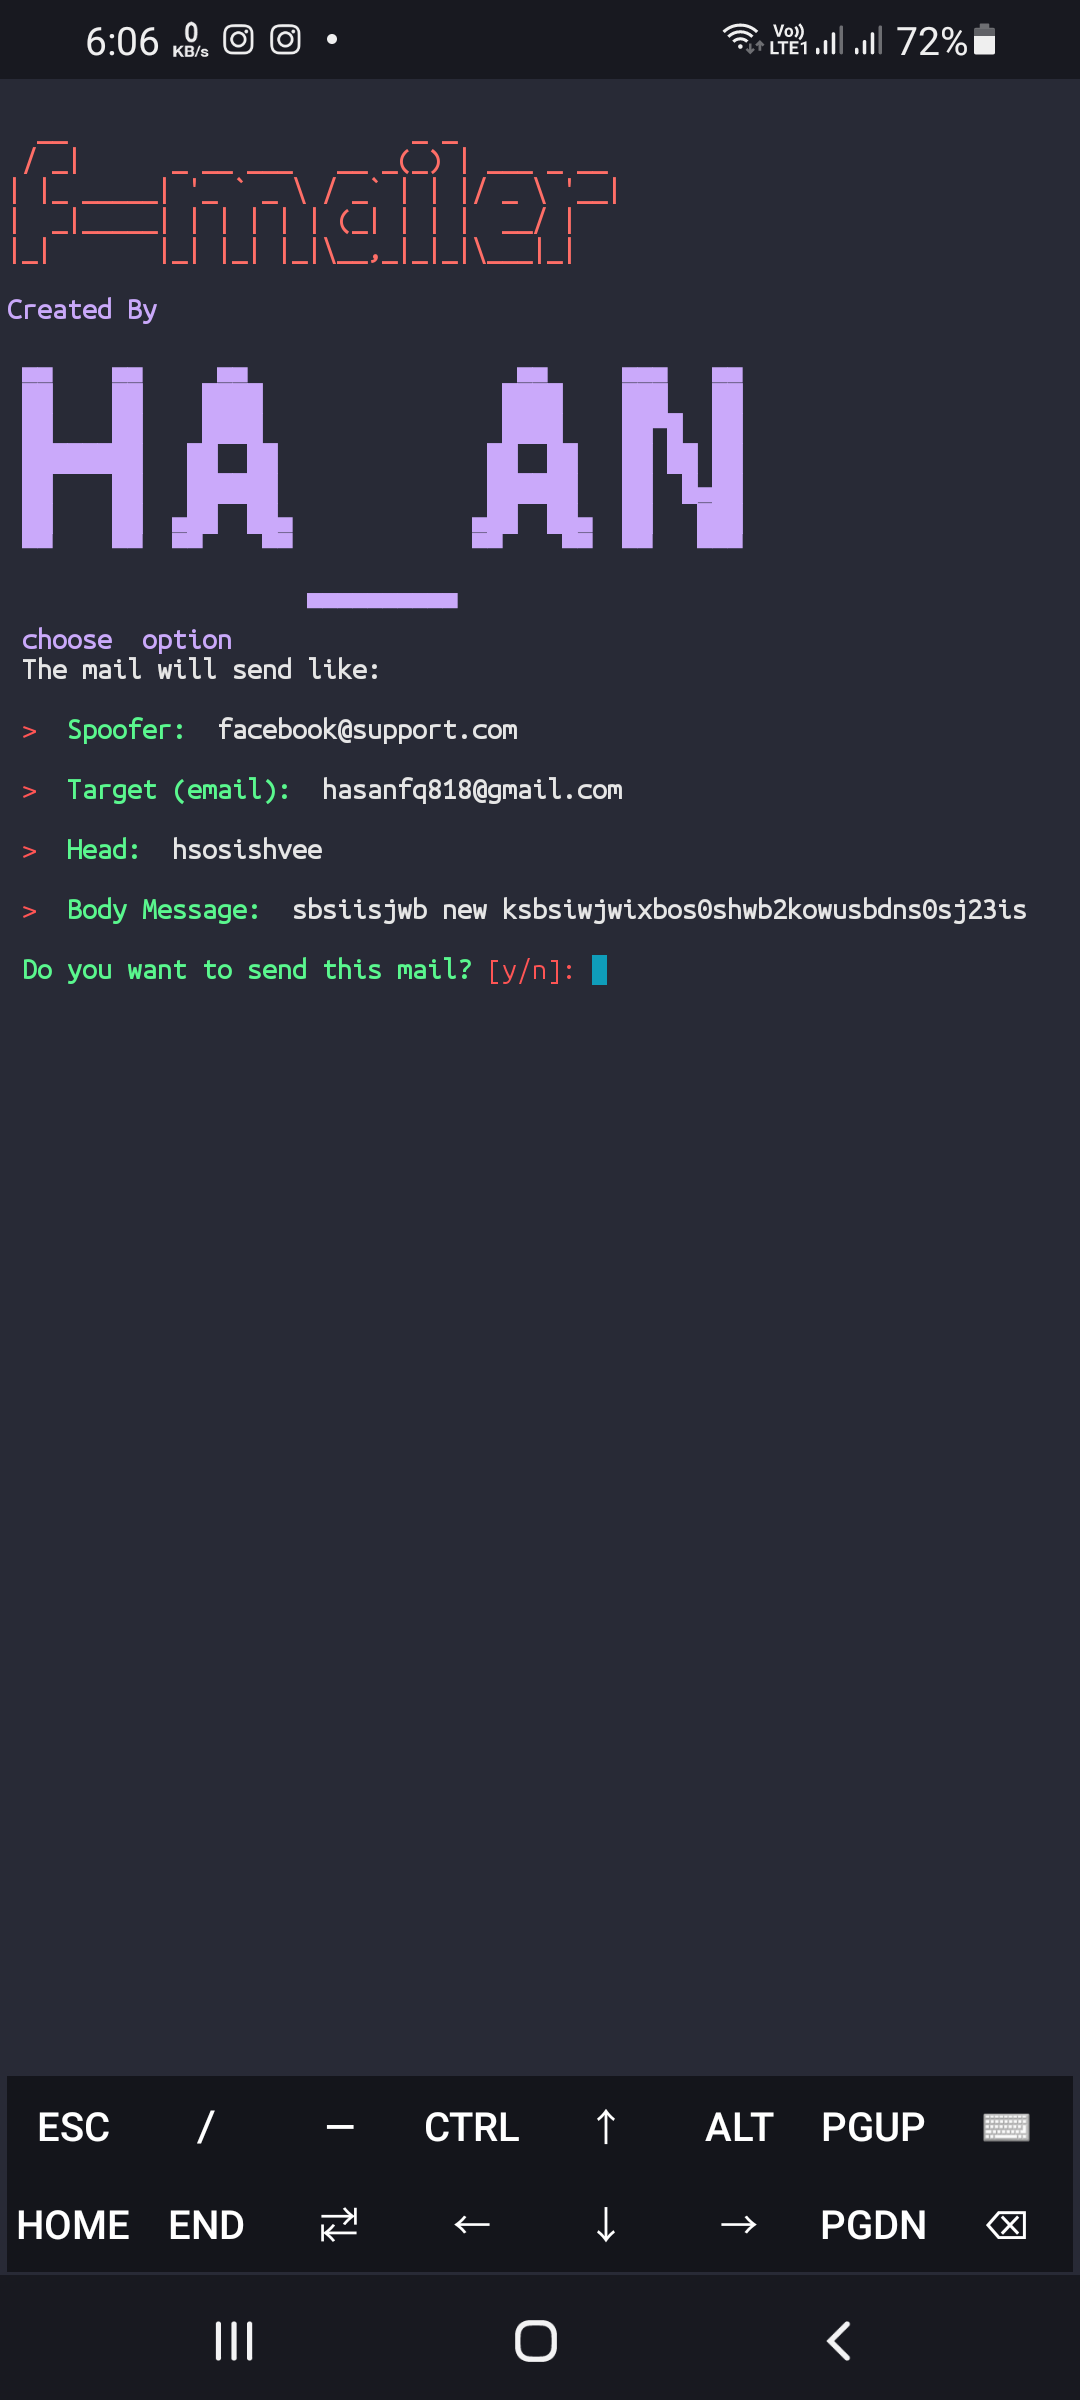 6:06 0 KB/s Vo)) LTE1 72%
f-mailer
Created By
HA AN
choose option
The mail will send like:
> Spoofer: facebook@support.com
> Target (email): hasanfq818@gmail.com
> Head: hsosishvee
> Body Message: sbsiisjwb new ksbsiwjwixbos0shwb2kowusbdns0sj23is
Do you want to send this mail? [y/n]:
ESC / — CTRL ↑ ALT PGUP
HOME END ⇄ ← ↓ → PGDN